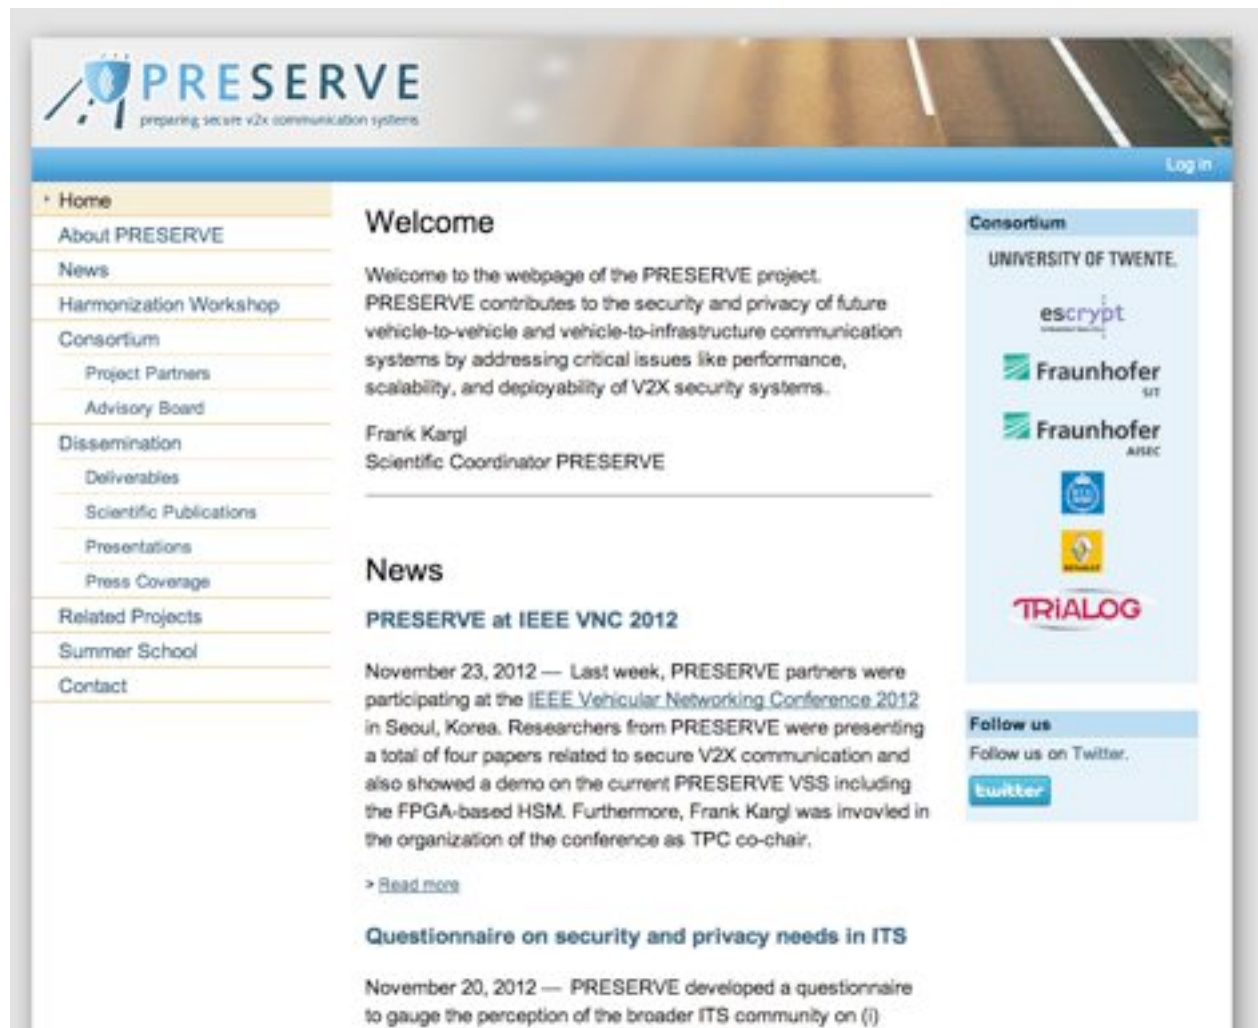 PRESERVE
preparing secure v2x communication systems
Log in
Home
About PRESERVE
News
Harmonization Workshop
Consortium
Project Partners
Advisory Board
Dissemination
Deliverables
Scientific Publications
Presentations
Press Coverage
Related Projects
Summer School
Contact
Welcome
Welcome to the webpage of the PRESERVE project.
PRESERVE contributes to the security and privacy of future
vehicle-to-vehicle and vehicle-to-infrastructure communication
systems by addressing critical issues like performance,
scalability, and deployability of V2X security systems.
Frank Kargl
Scientific Coordinator PRESERVE
News
PRESERVE at IEEE VNC 2012
November 23, 2012 — Last week, PRESERVE partners were
participating at the IEEE Vehicular Networking Conference 2012
in Seoul, Korea. Researchers from PRESERVE were presenting
a total of four papers related to secure V2X communication and
also showed a demo on the current PRESERVE VSS including
the FPGA-based HSM. Furthermore, Frank Kargl was invovled in
the organization of the conference as TPC co-chair.
> Read more
Questionnaire on security and privacy needs in ITS
November 20, 2012 — PRESERVE developed a questionnaire
to gauge the perception of the broader ITS community on (i)
Consortium
UNIVERSITY OF TWENTE.
escrypt
Fraunhofer
SIT
Fraunhofer
AISEC
RENAULT
TRiALOG
Follow us
Follow us on Twitter.
twitter